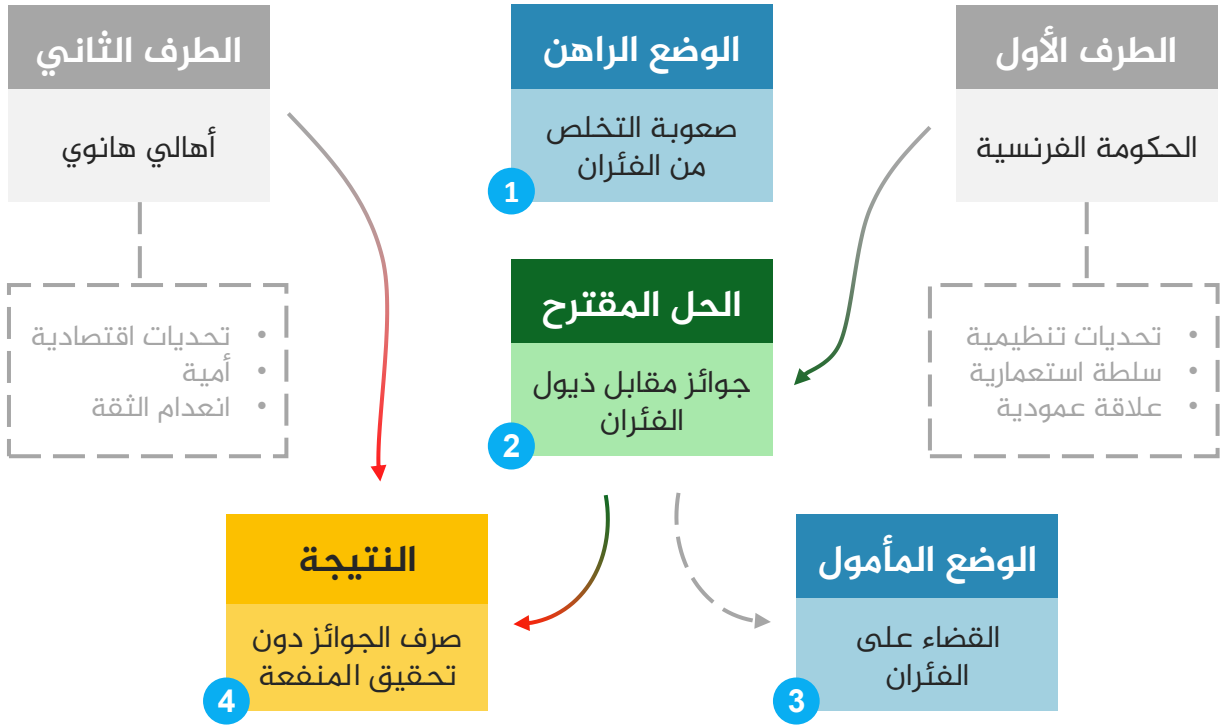 الطرف الأول
الحكومة الفرنسية
• تحديات تنظيمية
• سلطة استعمارية
• علاقة عمودية
الوضع الراهن
صعوبة التخلص
من الفئران
1
الحل المقترح
جوائز مقابل ذيول
الفئران
2
الطرف الثاني
أهالي هانوي
• تحديات اقتصادية
• أمية
• انعدام الثقة
الوضع المأمول
القضاء على
الفئران
3
النتيجة
صرف الجوائز دون
تحقيق المنفعة
4